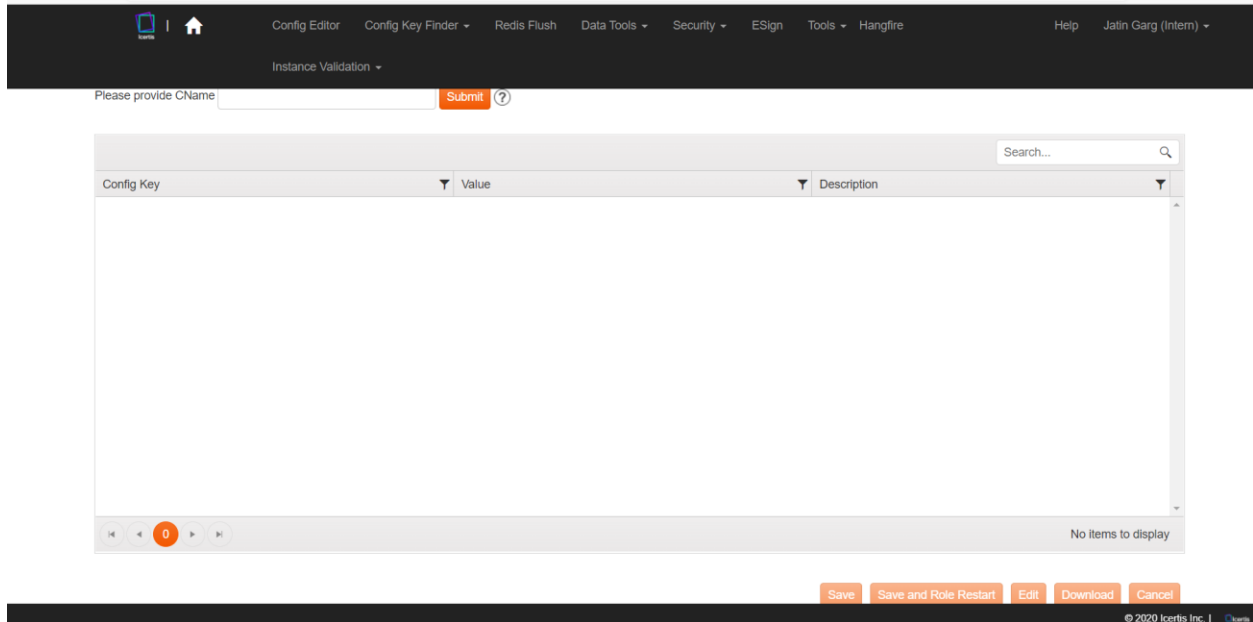 Icertis | Config Editor Config Key Finder Redis Flush Data Tools Security ESign Tools Hangfire Help Jatin Garg (Intern)
Instance Validation
Please provide CName Submit ?
Search...
Config Key Value Description
0 No items to display
Save Save and Role Restart Edit Download Cancel
© 2020 Icertis Inc. | Icertis